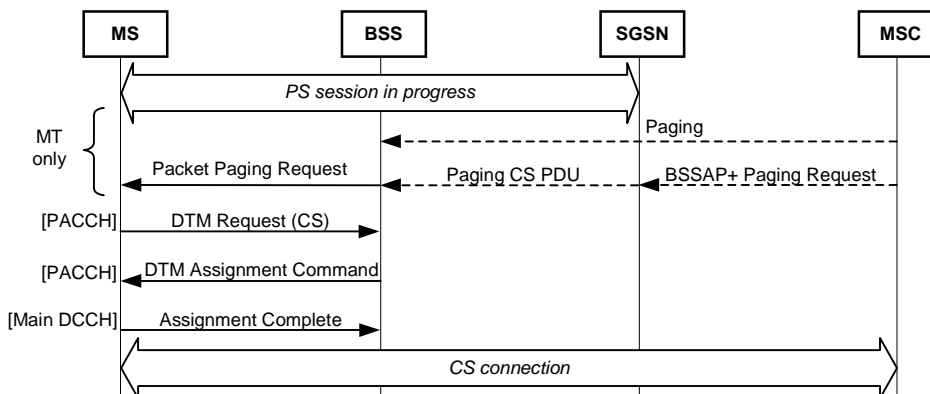 MS BSS SGSN MSC
PS session in progress
MT
only
Paging
Packet Paging Request Paging CS PDU BSSAP+ Paging Request
[PACCH] DTM Request (CS)
[PACCH] DTM Assignment Command
[Main DCCH] Assignment Complete
CS connection